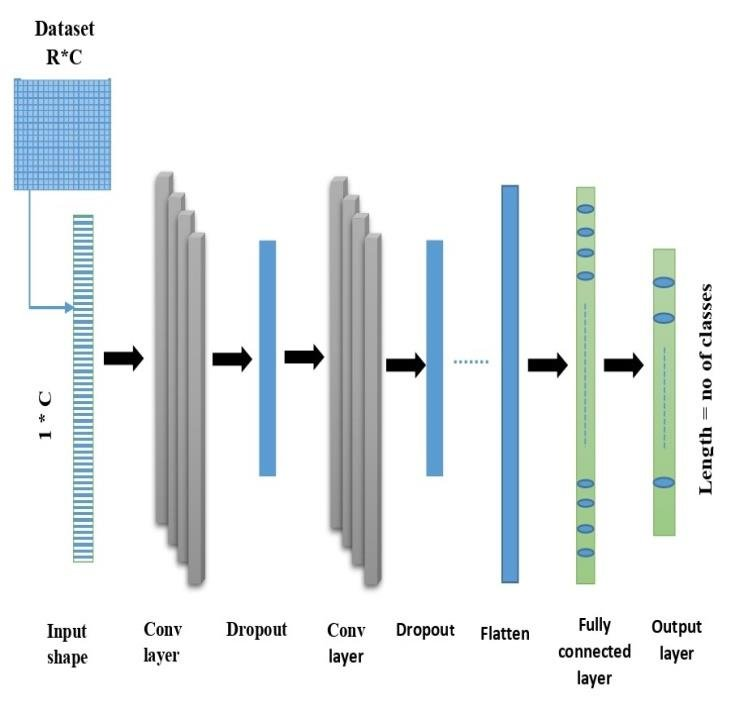 Dataset
R*C
1 * C
Length = no of classes
Input
shape
Conv
layer
Dropout
Conv
layer
Dropout
Flatten
Fully
connected
layer
Output
layer